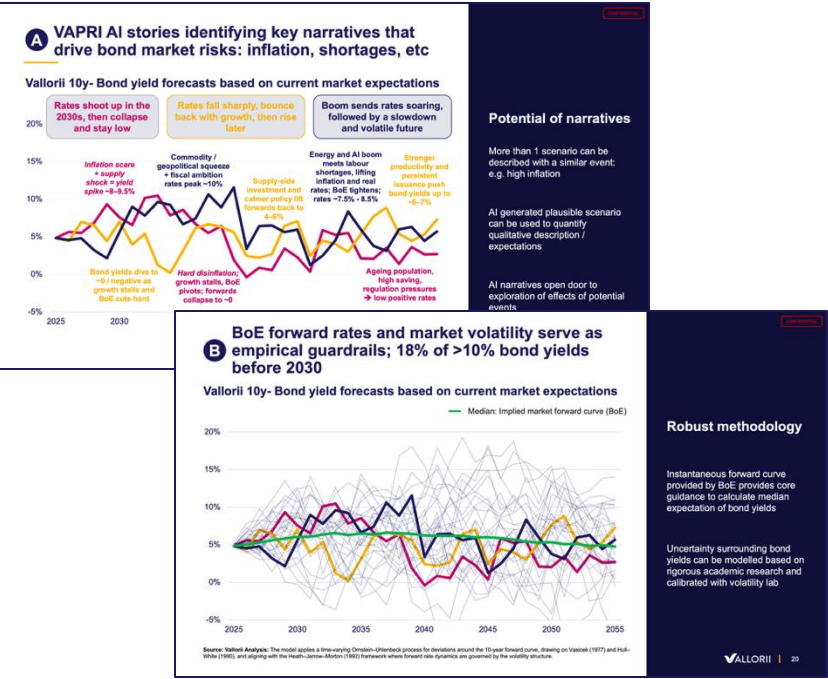 A
VAPRI AI stories identifying key narratives that
drive bond market risks: inflation, shortages, etc
Vallorii 10y- Bond yield forecasts based on current market expectations
Rates shoot up in the
2030s, then collapse
and stay low
Rates fall sharply, bounce
back with growth, then rise
later
Boom sends rates soaring,
followed by a slowdown
and volatile future
20%
15%
10%
5%
0%
-5%
2025
2030
Inflation scare
+ supply
shock = yield
spike ~8–9.5%
Commodity /
geopolitical squeeze
+ fiscal ambition
rates peak ~10%
Supply-side
investment and
calmer policy lift
forwards back to
4–6%
Energy and AI boom
meets labour
shortages, lifting
inflation and real
rates; BoE tightens;
rates ~7.5% - 8.5%
Stronger
productivity and
persistent
issuance push
bond yields up to
~6–7%
Bond yields dive to
~0 / negative as
growth stalls and
BoE cuts hard
Hard disinflation;
growth stalls, BoE
pivots; forwards
collapse to ~0
Ageing population,
high saving,
regulation pressures
➔ low positive rates
Potential of narratives
More than 1 scenario can be
described with a similar event:
e.g. high inflation
AI generated plausible scenario
can be used to quantify
qualitative description /
expectations
AI narratives open door to
exploration of effects of potential
events
B
BoE forward rates and market volatility serve as
empirical guardrails; 18% of >10% bond yields
before 2030
Vallorii 10y- Bond yield forecasts based on current market expectations
Median: Implied market forward curve (BoE)
20%
15%
10%
5%
0%
-5%
2025
2030
2035
2040
2045
2050
2055
Source: Vallorii Analysis: The model applies a time-varying Ornstein–Uhlenbeck process for deviations around the 10-year forward curve, drawing on Vasicek (1977) and Hull–
White (1990), and aligning with the Heath–Jarrow–Morton (1992) framework where forward rate dynamics are governed by the volatility structure.
Robust methodology
Instantaneous forward curve
provided by BoE provides core
guidance to calculate median
expectation of bond yields
Uncertainty surrounding bond
yields can be modelled based on
rigorous academic research and
calibrated with volatility lab
VALLORII | 20